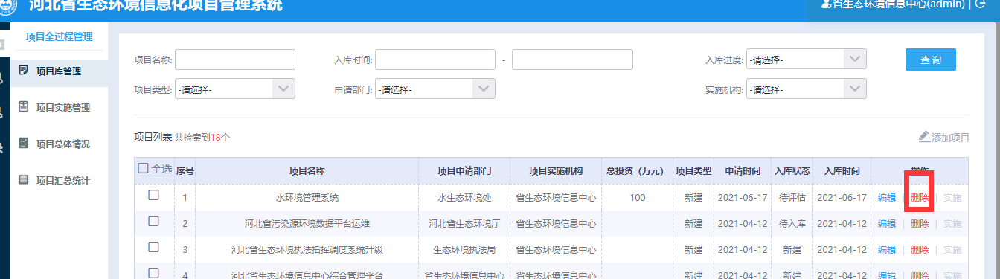 河北省生态环境信息化项目管理系统
省生态环境信息中心(admin) |
项目全过程管理
项目库管理
项目实施管理
项目总体情况
项目汇总统计
项目名称:
入库时间: -
入库进度: -请选择-
查询
项目类型: -请选择-
申请部门: -请选择-
实施机构: -请选择-
项目列表 共检索到18个
添加项目
全选 序号 项目名称 项目申请部门 项目实施机构 总投资（万元） 项目类型 申请时间 入库状态 入库时间 操作
1 水环境管理系统 水生态环境处 省生态环境信息中心 100 新建 2021-06-17 待评估 2021-06-17 编辑 | 删除 | 实施
2 河北省污染源环境数据平台运维 河北省生态环境厅 省生态环境信息中心 新建 2021-04-12 待入库 2021-04-12 编辑 | 删除 | 实施
3 河北省生态环境执法指挥调度系统升级 生态环境执法局 省生态环境信息中心 新建 2021-04-12 新建 2021-04-12 编辑 | 删除 | 实施
4 河北省生态环境信息中心综合管理平台 省生态环境信息中心 省生态环境信息中心 新建 2021-04-12 待入库 2021-04-12 编辑 | 删除 | 实施